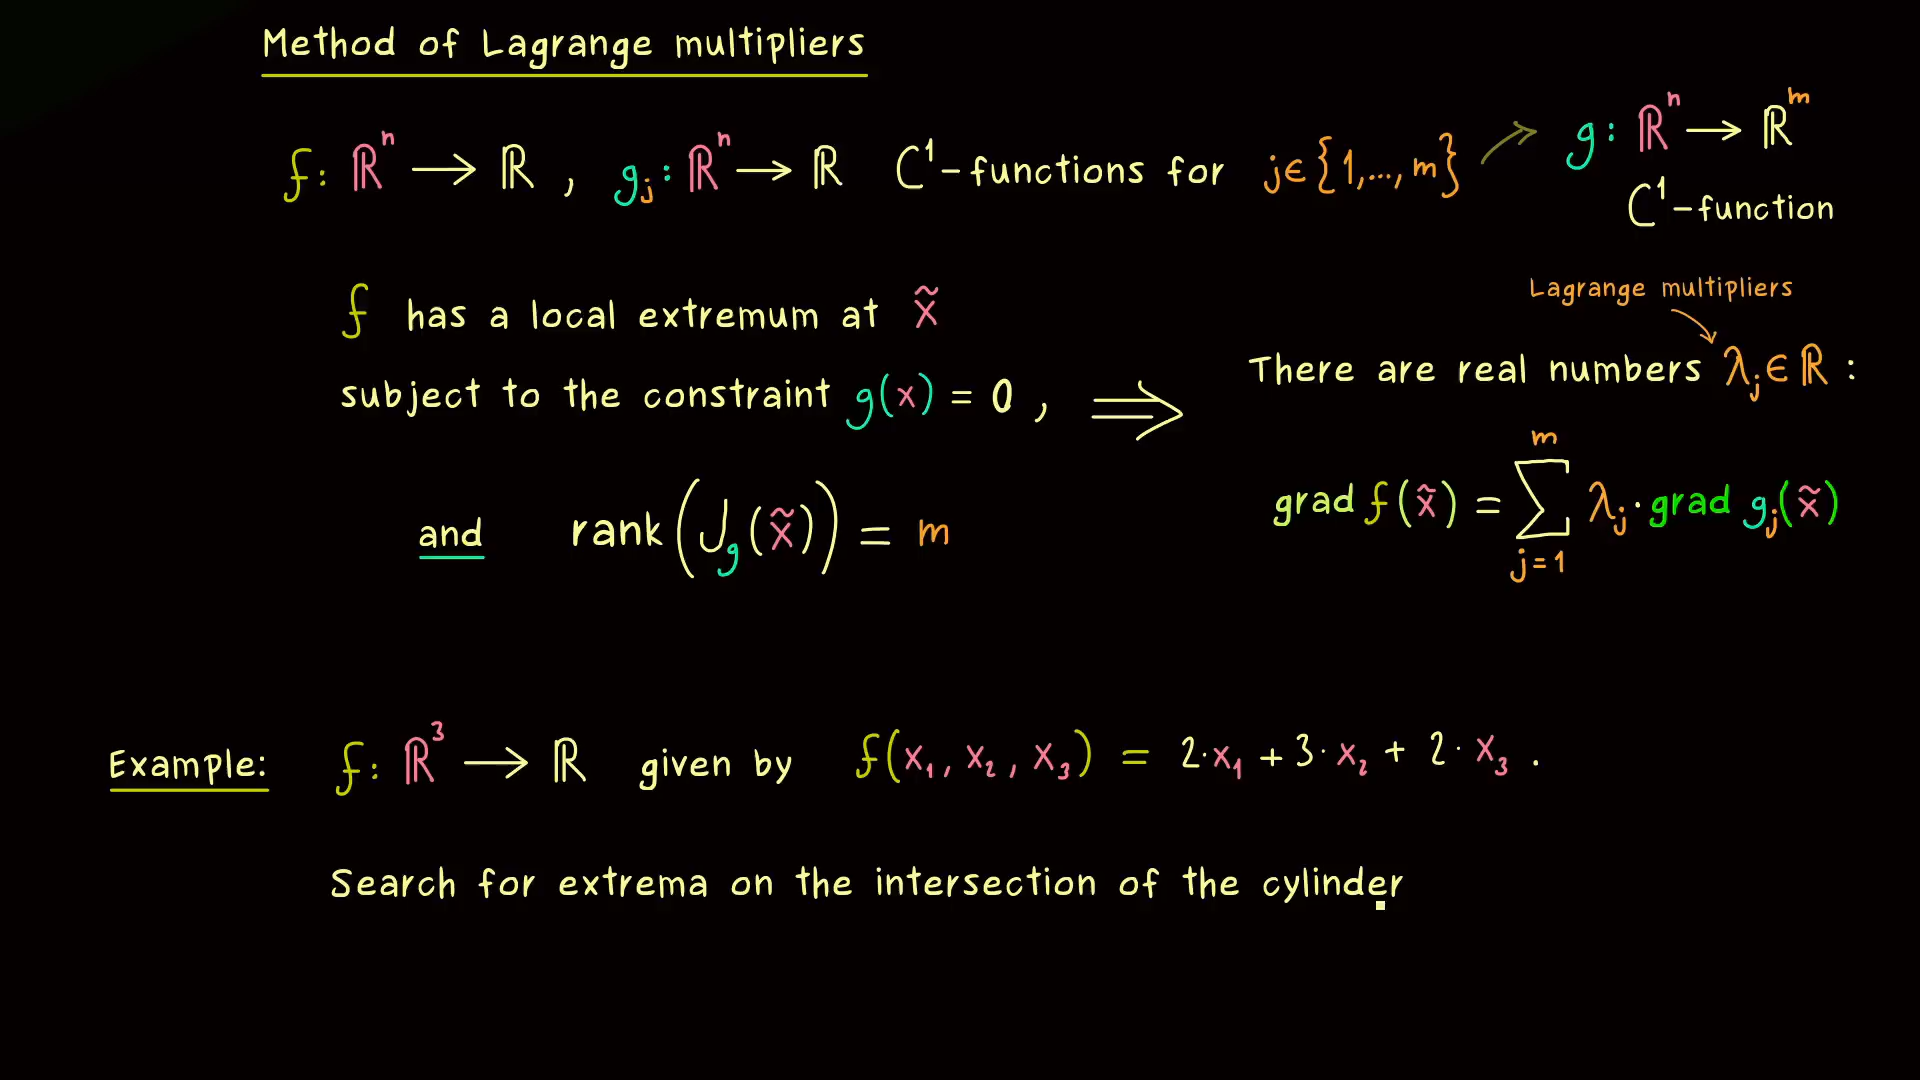 Method of Lagrange multipliers
f: ℝⁿ ⟶ ℝ , gⱼ: ℝⁿ ⟶ ℝ C¹-functions for j∈{1,...,m} ↗ g: ℝⁿ ⟶ ℝᵐ
C¹-function
f has a local extremum at x̃
subject to the constraint g(x) = 0 , ⟹
and rank(J_g(x̃)) = m
Lagrange multipliers
There are real numbers λⱼ∈ℝ :
grad f(x̃) = ∑_{j=1}^{m} λⱼ · grad gⱼ(x̃)
Example: f: ℝ³ ⟶ ℝ given by f(x₁, x₂, x₃) = 2·x₁ + 3·x₂ + 2·x₃ .
Search for extrema on the intersection of the cylinder